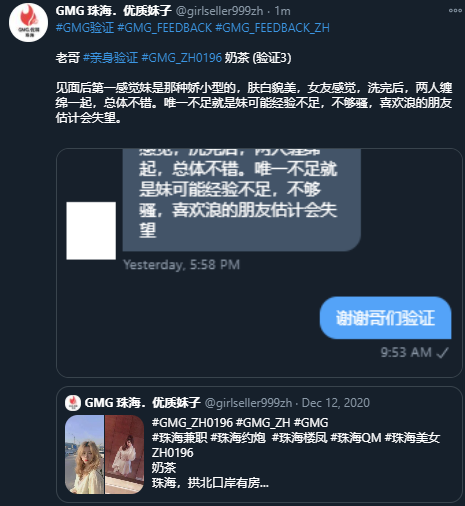 GMG 珠海．优质妹子 @girlseller999zh · 1m
#GMG验证 #GMG_FEEDBACK #GMG_FEEDBACK_ZH
老哥 #亲身验证 #GMG_ZH0196 奶茶 (验证3)
见面后第一感觉妹是那种娇小型的，肤白貌美，女友感觉，洗完后，两人缠
绵一起，总体不错。唯一不足就是妹可能经验不足，不够骚，喜欢浪的朋友
估计会失望。
感觉，洗完后，两人缠绵一
起，总体不错。唯一不足就
是妹可能经验不足，不够
骚，喜欢浪的朋友估计会失
望
Yesterday, 5:58 PM
谢谢哥们验证
9:53 AM
GMG 珠海．优质妹子 @girlseller999zh · Dec 12, 2020
#GMG_ZH0196 #GMG_ZH #GMG
#珠海兼职 #珠海约炮 #珠海楼凤 #珠海QM #珠海美女
ZH0196
奶茶
珠海，拱北口岸有房...